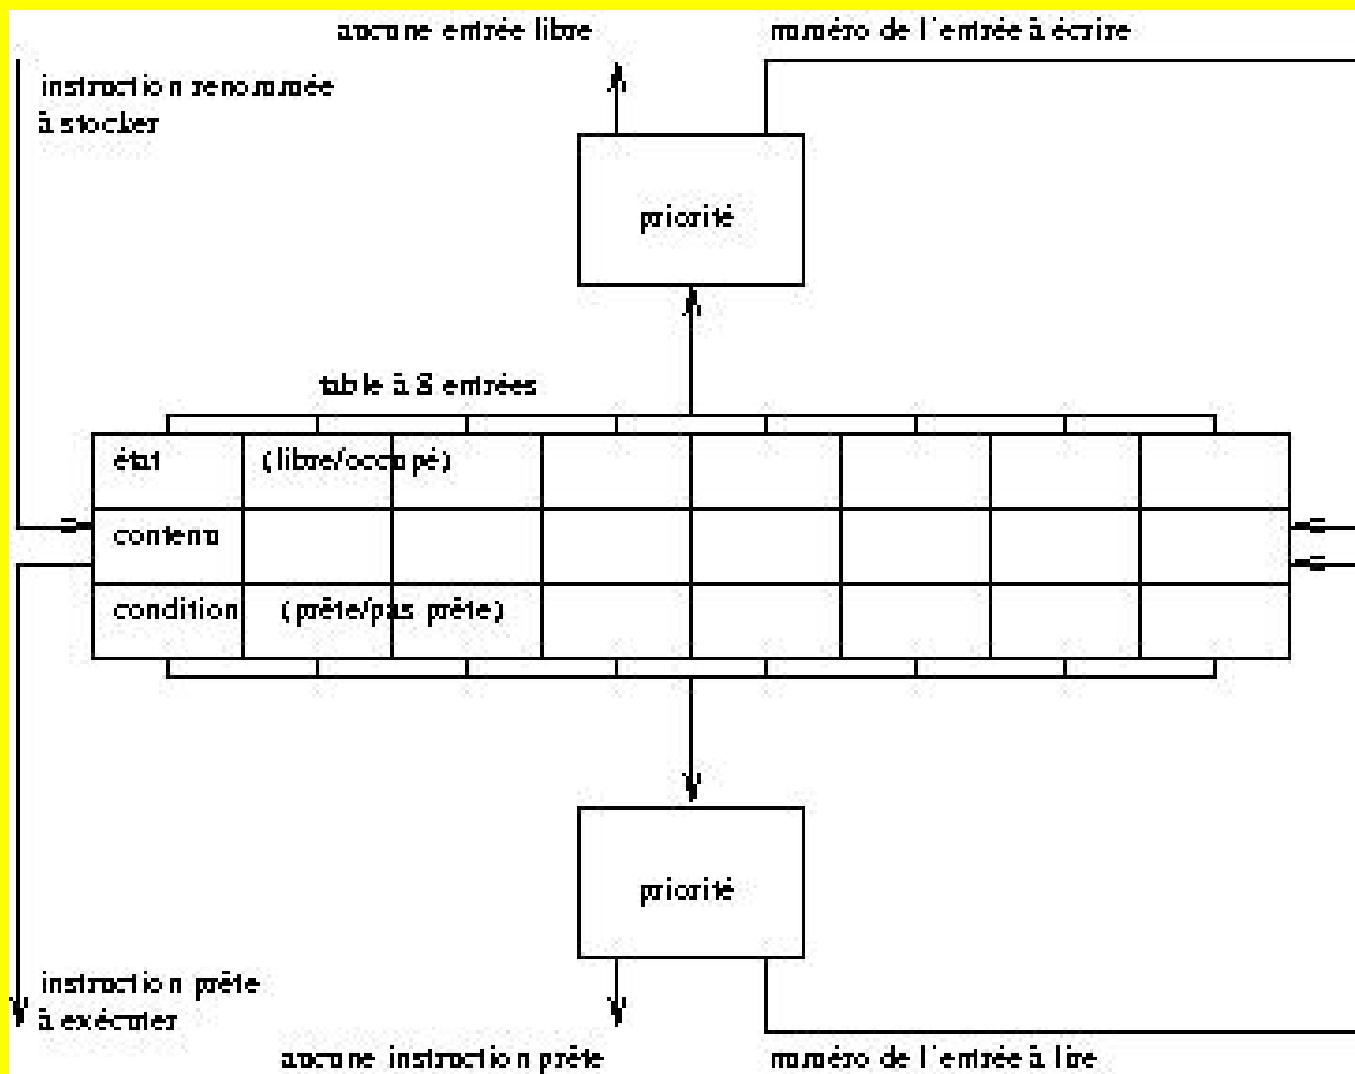 aucune entrée libre
numéro de l'entrée à écrire
instruction renommée
à stocker
priorité
table à 8 entrées
état (libre/occupé)
contenu
condition (prête/pas prête)
priorité
instruction prête
à exécuter
aucune instruction prête
numéro de l'entrée à lire